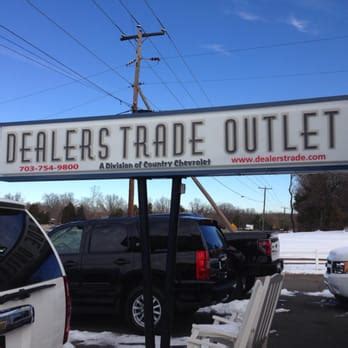 DEALERS TRADE OUTLET
703-754-9800 A Division of Country Chevrolet www.dealerstrade.com